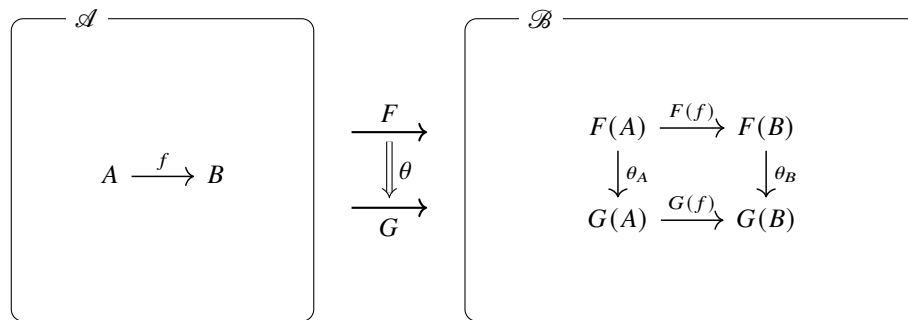 𝒜 ℬ
F F(A) F(f) F(B)
A f B θ θ_A θ_B
G G(A) G(f) G(B)